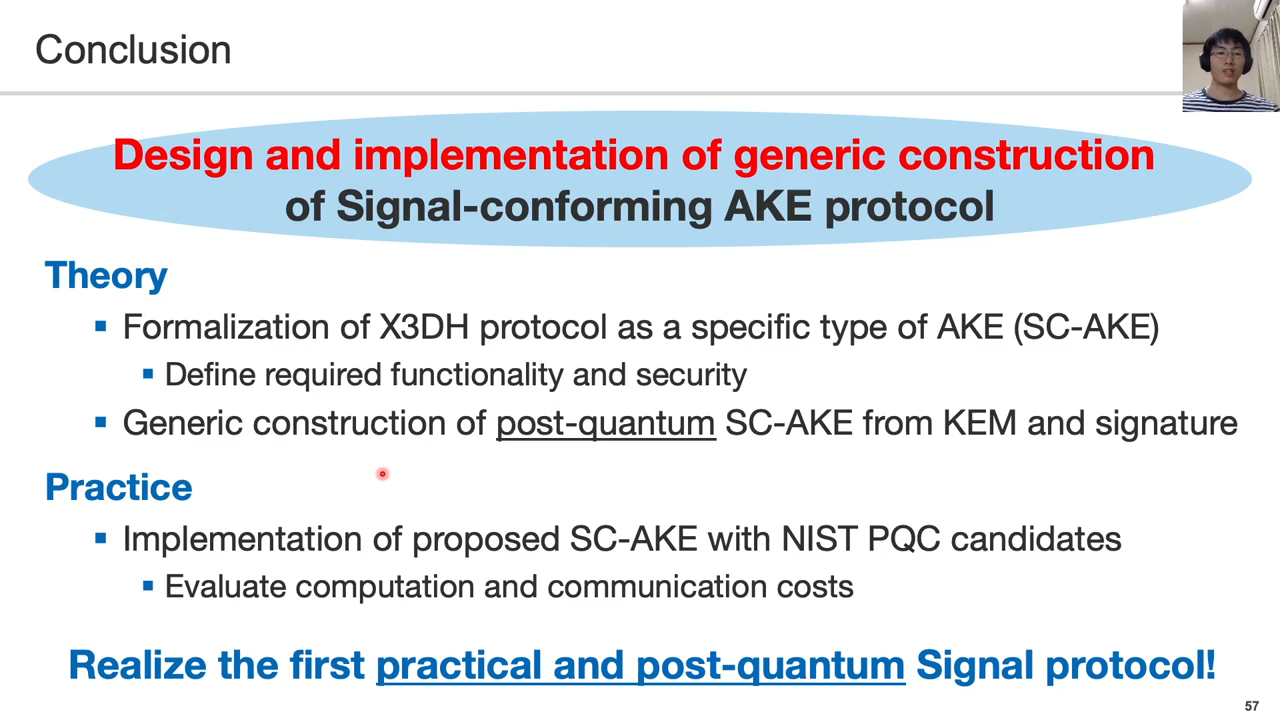 Conclusion
Design and implementation of generic construction
of Signal-conforming AKE protocol
Theory
Formalization of X3DH protocol as a specific type of AKE (SC-AKE)
Define required functionality and security
Generic construction of post-quantum SC-AKE from KEM and signature
Practice
Implementation of proposed SC-AKE with NIST PQC candidates
Evaluate computation and communication costs
Realize the first practical and post-quantum Signal protocol!
57